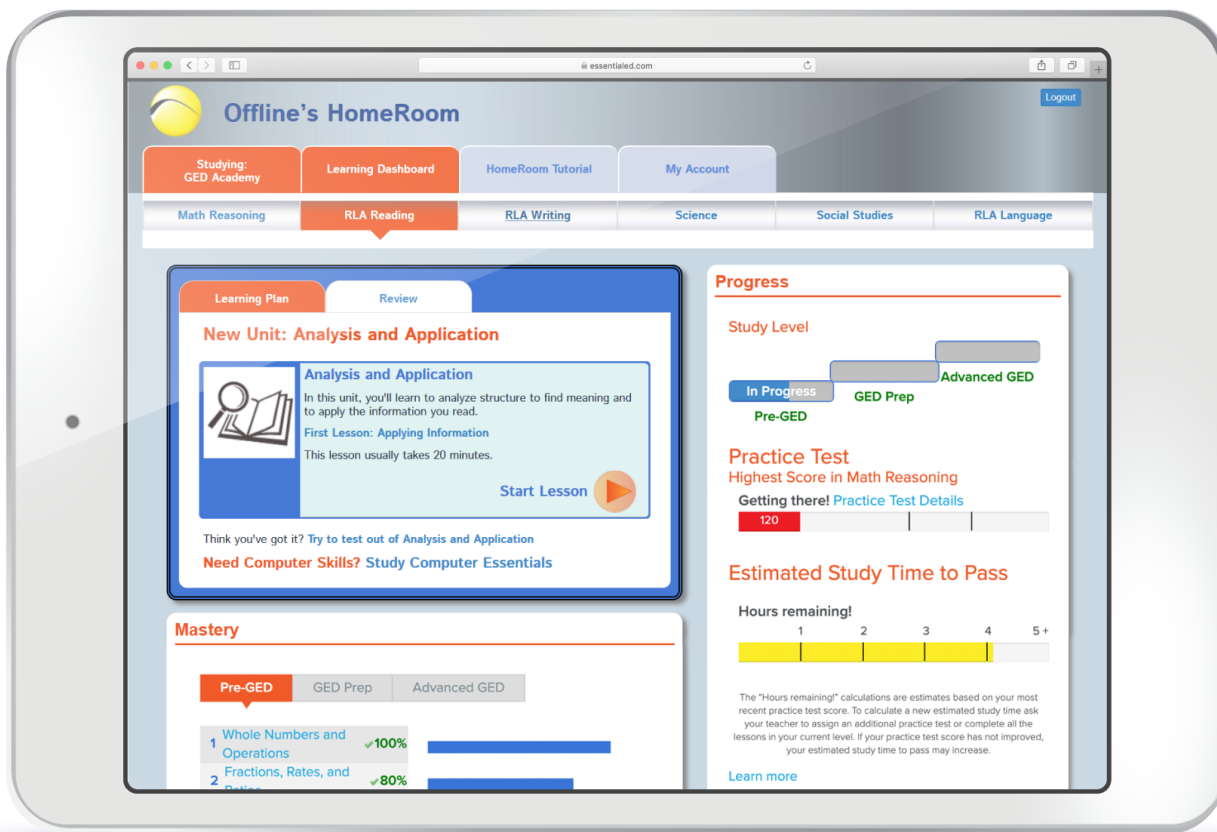 essentialed.com
Offline's HomeRoom
Logout
Studying:
GED Academy
Learning Dashboard
HomeRoom Tutorial
My Account
Math Reasoning
RLA Reading
RLA Writing
Science
Social Studies
RLA Language
Learning Plan
Review
New Unit: Analysis and Application
Analysis and Application
In this unit, you'll learn to analyze structure to find meaning and
to apply the information you read.
First Lesson: Applying Information
This lesson usually takes 20 minutes.
Start Lesson
Think you've got it? Try to test out of Analysis and Application
Need Computer Skills? Study Computer Essentials
Mastery
Pre-GED
GED Prep
Advanced GED
1 Whole Numbers and
Operations
100%
2 Fractions, Rates, and
80%
Progress
Study Level
In Progress
Pre-GED
GED Prep
Advanced GED
Practice Test
Highest Score in Math Reasoning
Getting there! Practice Test Details
120
Estimated Study Time to Pass
Hours remaining!
1 2 3 4 5+
The "Hours remaining!" calculations are estimates based on your most
recent practice test score. To calculate a new estimated study time ask
your teacher to assign an additional practice test or complete all the
lessons in your current level. If your practice test score has not improved,
your estimated study time to pass may increase.
Learn more